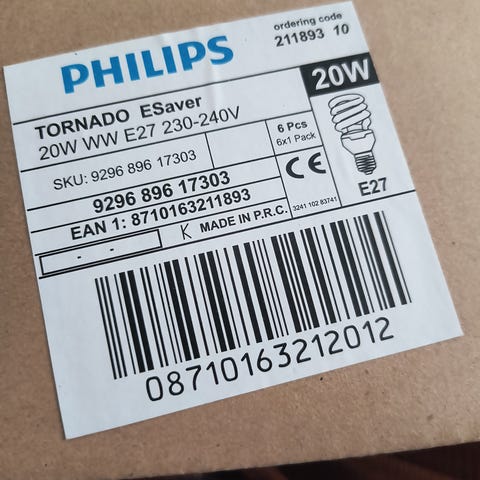 PHILIPS
ordering code
211893 10
TORNADO ESaver
20W WW E27 230-240V
20W
SKU: 9296 896 17303
6 Pcs
6x1 Pack
9296 896 17303
CE
E27
EAN 1: 8710163211893
3241 102 83741
- -
K MADE IN P.R.C.
08710163212012